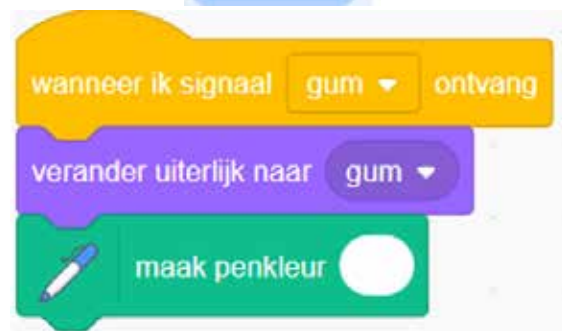 wanneer ik signaal gum ontvang
verander uiterlijk naar gum
maak penkleur